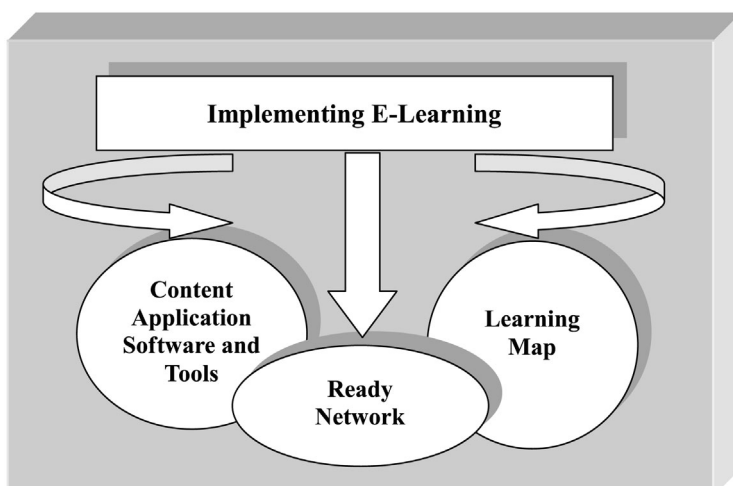 Implementing E-Learning
Content
Application
Software and
Tools
Ready
Network
Learning
Map